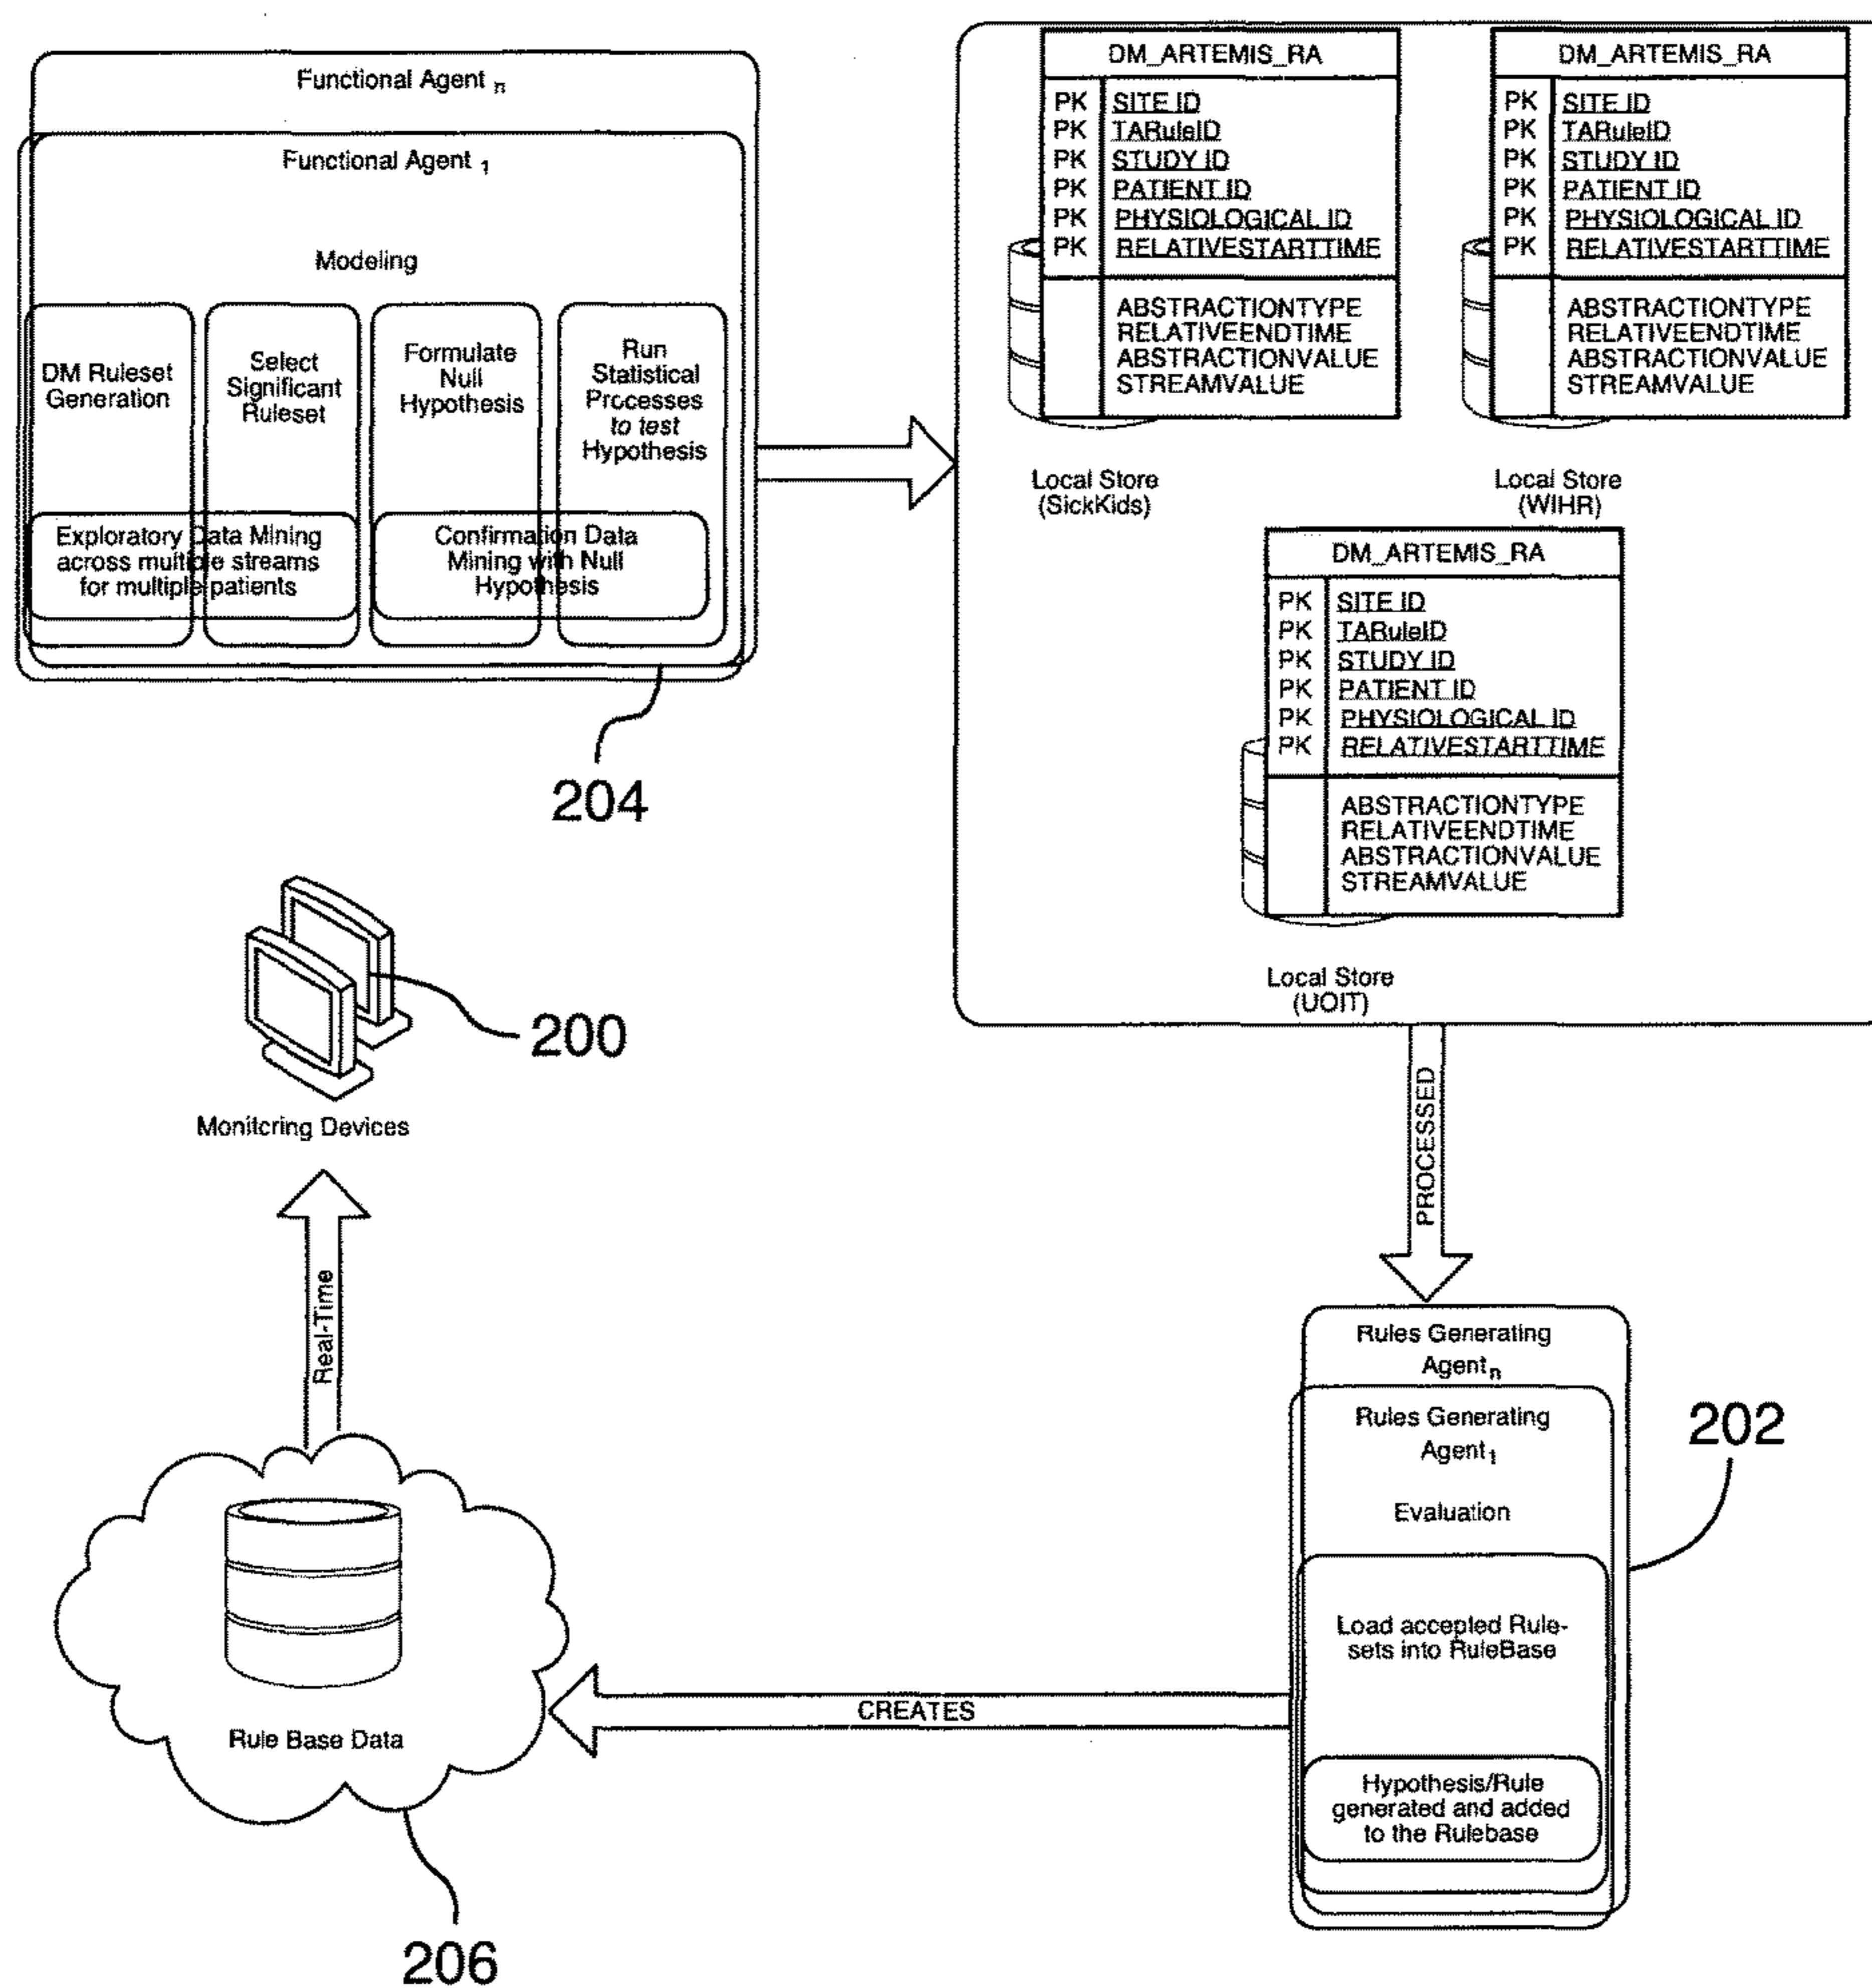 Functional Agent n
Functional Agent 1
Modeling
DM Ruleset
Generation
Select
Significant
Ruleset
Formulate
Null
Hypothesis
Run
Statistical
Processes
to test
Hypothesis
Exploratory Data Mining
across multiple streams
for multiple patients
Confirmation Data
Mining with Null
Hypothesis
204
DM_ARTEMIS_RA
PK SITE ID
PK TARuleID
PK STUDY ID
PK PATIENT ID
PK PHYSIOLOGICAL ID
PK RELATIVESTARTTIME
ABSTRACTIONTYPE
RELATIVEENDTIME
ABSTRACTIONVALUE
STREAMVALUE
Local Store
(SickKids)
DM_ARTEMIS_RA
PK SITE ID
PK TARuleID
PK STUDY ID
PK PATIENT ID
PK PHYSIOLOGICAL ID
PK RELATIVESTARTTIME
ABSTRACTIONTYPE
RELATIVEENDTIME
ABSTRACTIONVALUE
STREAMVALUE
Local Store
(WIHR)
DM_ARTEMIS_RA
PK SITE ID
PK TARuleID
PK STUDY ID
PK PATIENT ID
PK PHYSIOLOGICAL ID
PK RELATIVESTARTTIME
ABSTRACTIONTYPE
RELATIVEENDTIME
ABSTRACTIONVALUE
STREAMVALUE
Local Store
(UOIT)
200
Monitoring Devices
PROCESSED
Real-Time
Rules Generating
Agent n
Rules Generating
Agent 1
Evaluation
Load accepted Rule-
sets into RuleBase
Hypothesis/Rule
generated and added
to the Rulebase
202
CREATES
Rule Base Data
206